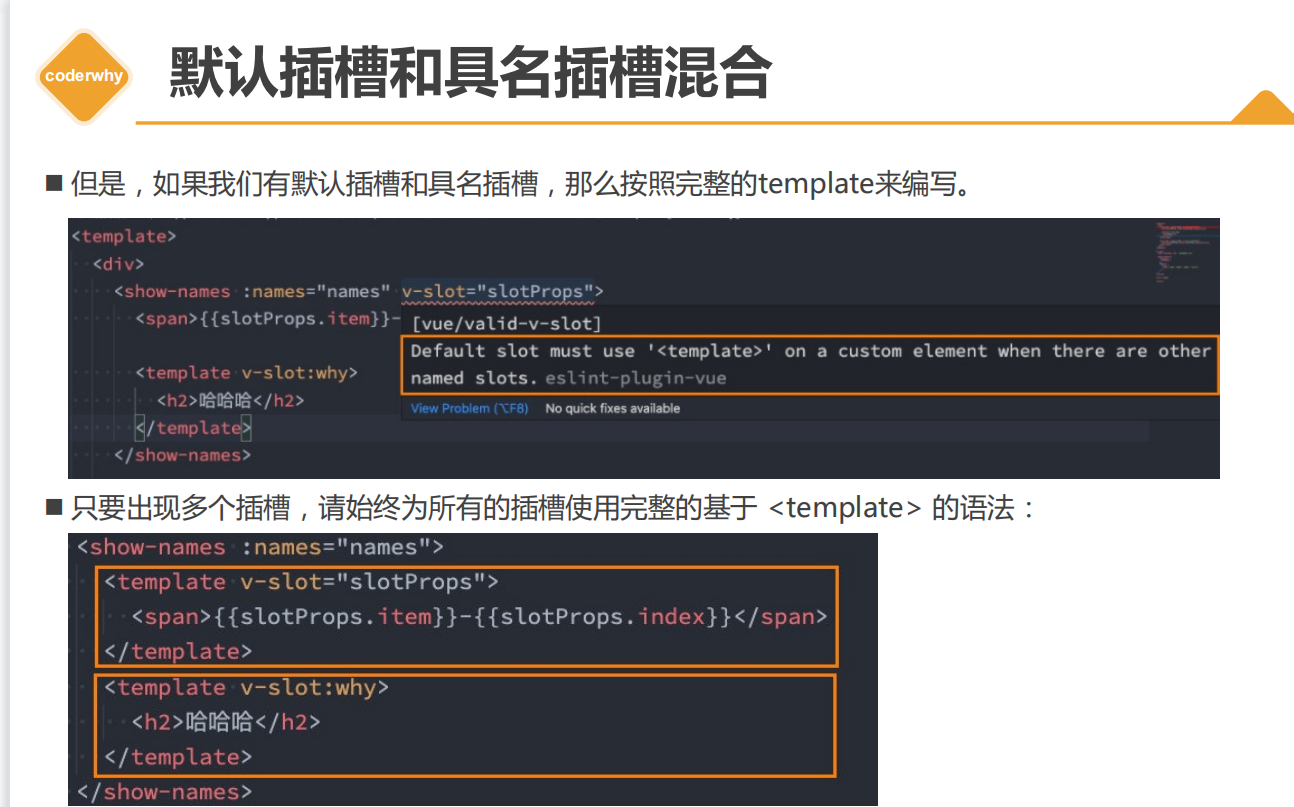 coderwhy
默认插槽和具名插槽混合
■ 但是，如果我们有默认插槽和具名插槽，那么按照完整的template来编写。
<template>
<div>
<show-names :names="names" v-slot="slotProps">
<span>{{slotProps.item}}-
[vue/valid-v-slot]
Default slot must use '<template>' on a custom element when there are other
named slots. eslint-plugin-vue
<template v-slot:why>
<h2>哈哈哈</h2>
View Problem (⌥F8) No quick fixes available
</template>
</show-names>
■ 只要出现多个插槽，请始终为所有的插槽使用完整的基于 <template> 的语法：
<show-names :names="names">
<template v-slot="slotProps">
<span>{{slotProps.item}}-{{slotProps.index}}</span>
</template>
<template v-slot:why>
<h2>哈哈哈</h2>
</template>
</show-names>